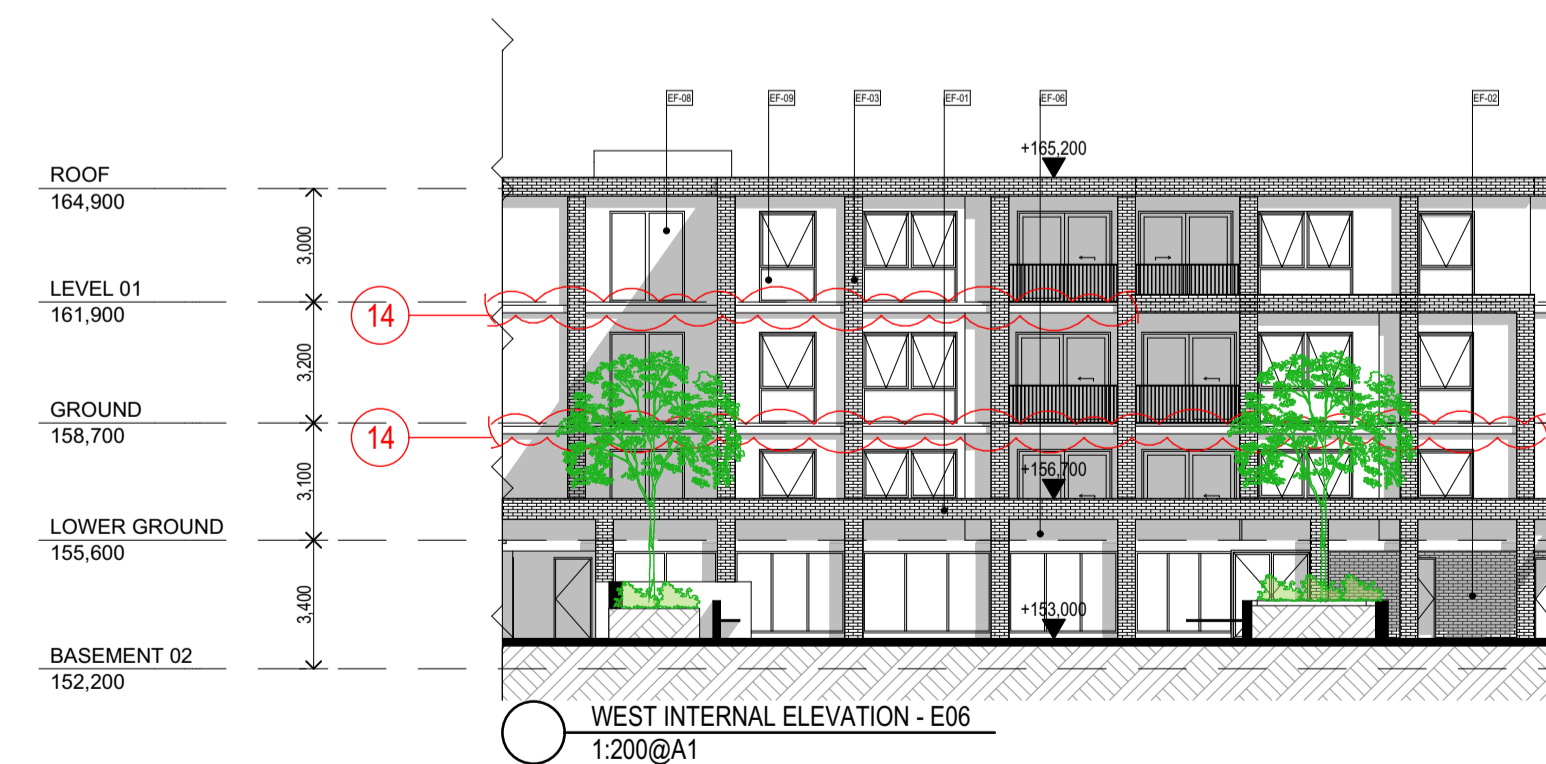 EF-08
EF-09
EF-03
EF-01
EF-06
EF-02
+165,200
ROOF
164,900
3,000
LEVEL 01
161,900
14
3,200
GROUND
158,700
14
3,100
+156,700
LOWER GROUND
155,600
3,400
+153,000
BASEMENT 02
152,200
WEST INTERNAL ELEVATION - E06
1:200@A1